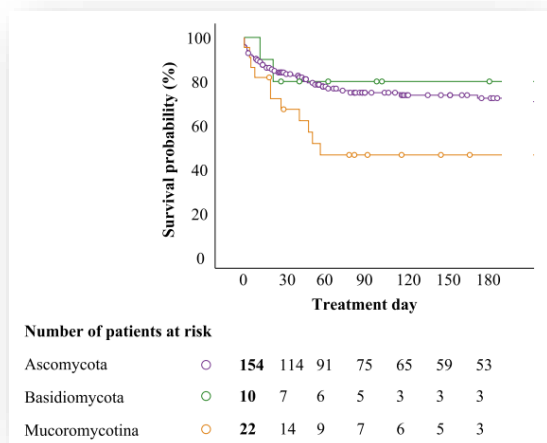 100
80
60
40
20
0
Survival probability (%)
0 30 60 90 120 150 180
Treatment day
Number of patients at risk
Ascomycota 154 114 91 75 65 59 53
Basidiomycota 10 7 6 5 3 3 3
Mucoromycotina 22 14 9 7 6 5 3